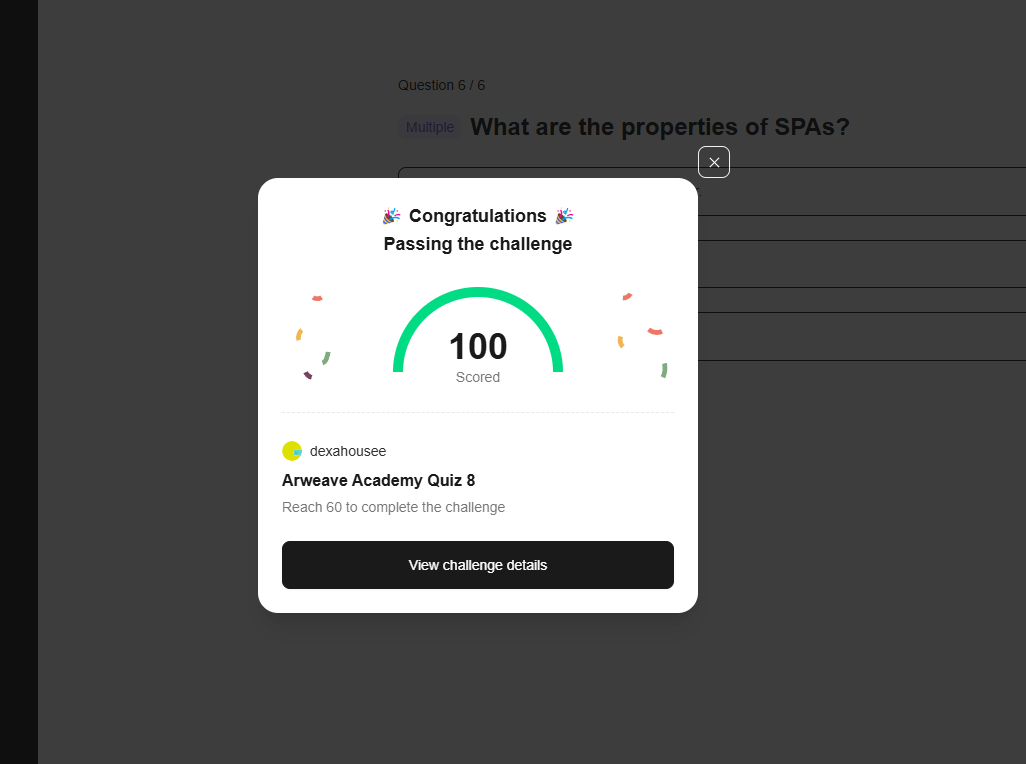 Question 6 / 6
Multiple What are the properties of SPAs?
🎉 Congratulations 🎉
Passing the challenge
100
Scored
dexahousee
Arweave Academy Quiz 8
Reach 60 to complete the challenge
View challenge details